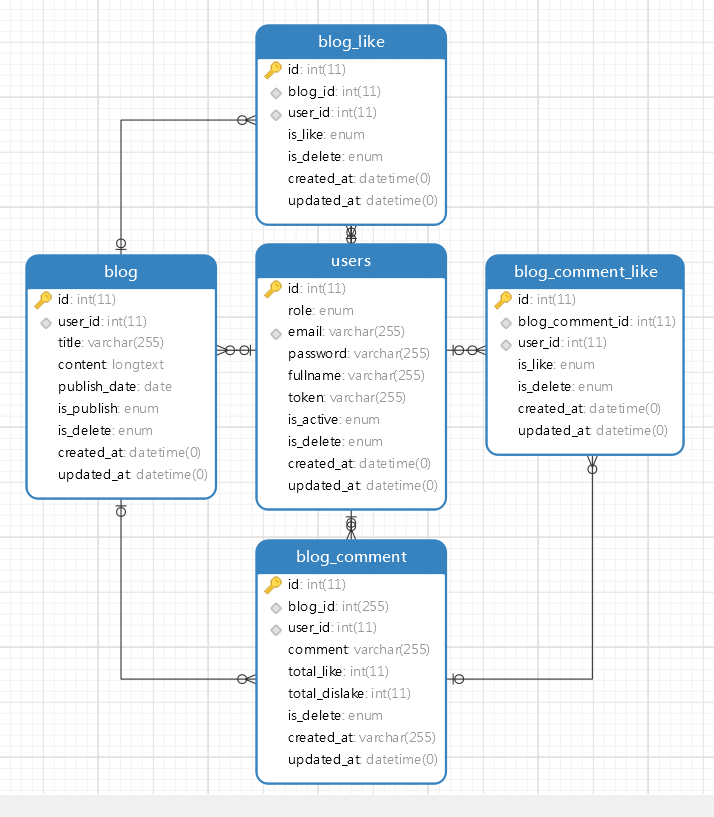 blog_like
id: int(11)
blog_id: int(11)
user_id: int(11)
is_like: enum
is_delete: enum
created_at: datetime(0)
updated_at: datetime(0)
blog
id: int(11)
user_id: int(11)
title: varchar(255)
content: longtext
publish_date: date
is_publish: enum
is_delete: enum
created_at: datetime(0)
updated_at: datetime(0)
users
id: int(11)
role: enum
email: varchar(255)
password: varchar(255)
fullname: varchar(255)
token: varchar(255)
is_active: enum
is_delete: enum
created_at: datetime(0)
updated_at: datetime(0)
blog_comment_like
id: int(11)
blog_comment_id: int(11)
user_id: int(11)
is_like: enum
is_delete: enum
created_at: datetime(0)
updated_at: datetime(0)
blog_comment
id: int(11)
blog_id: int(255)
user_id: int(11)
comment: varchar(255)
total_like: int(11)
total_dislake: int(11)
is_delete: enum
created_at: varchar(255)
updated_at: datetime(0)